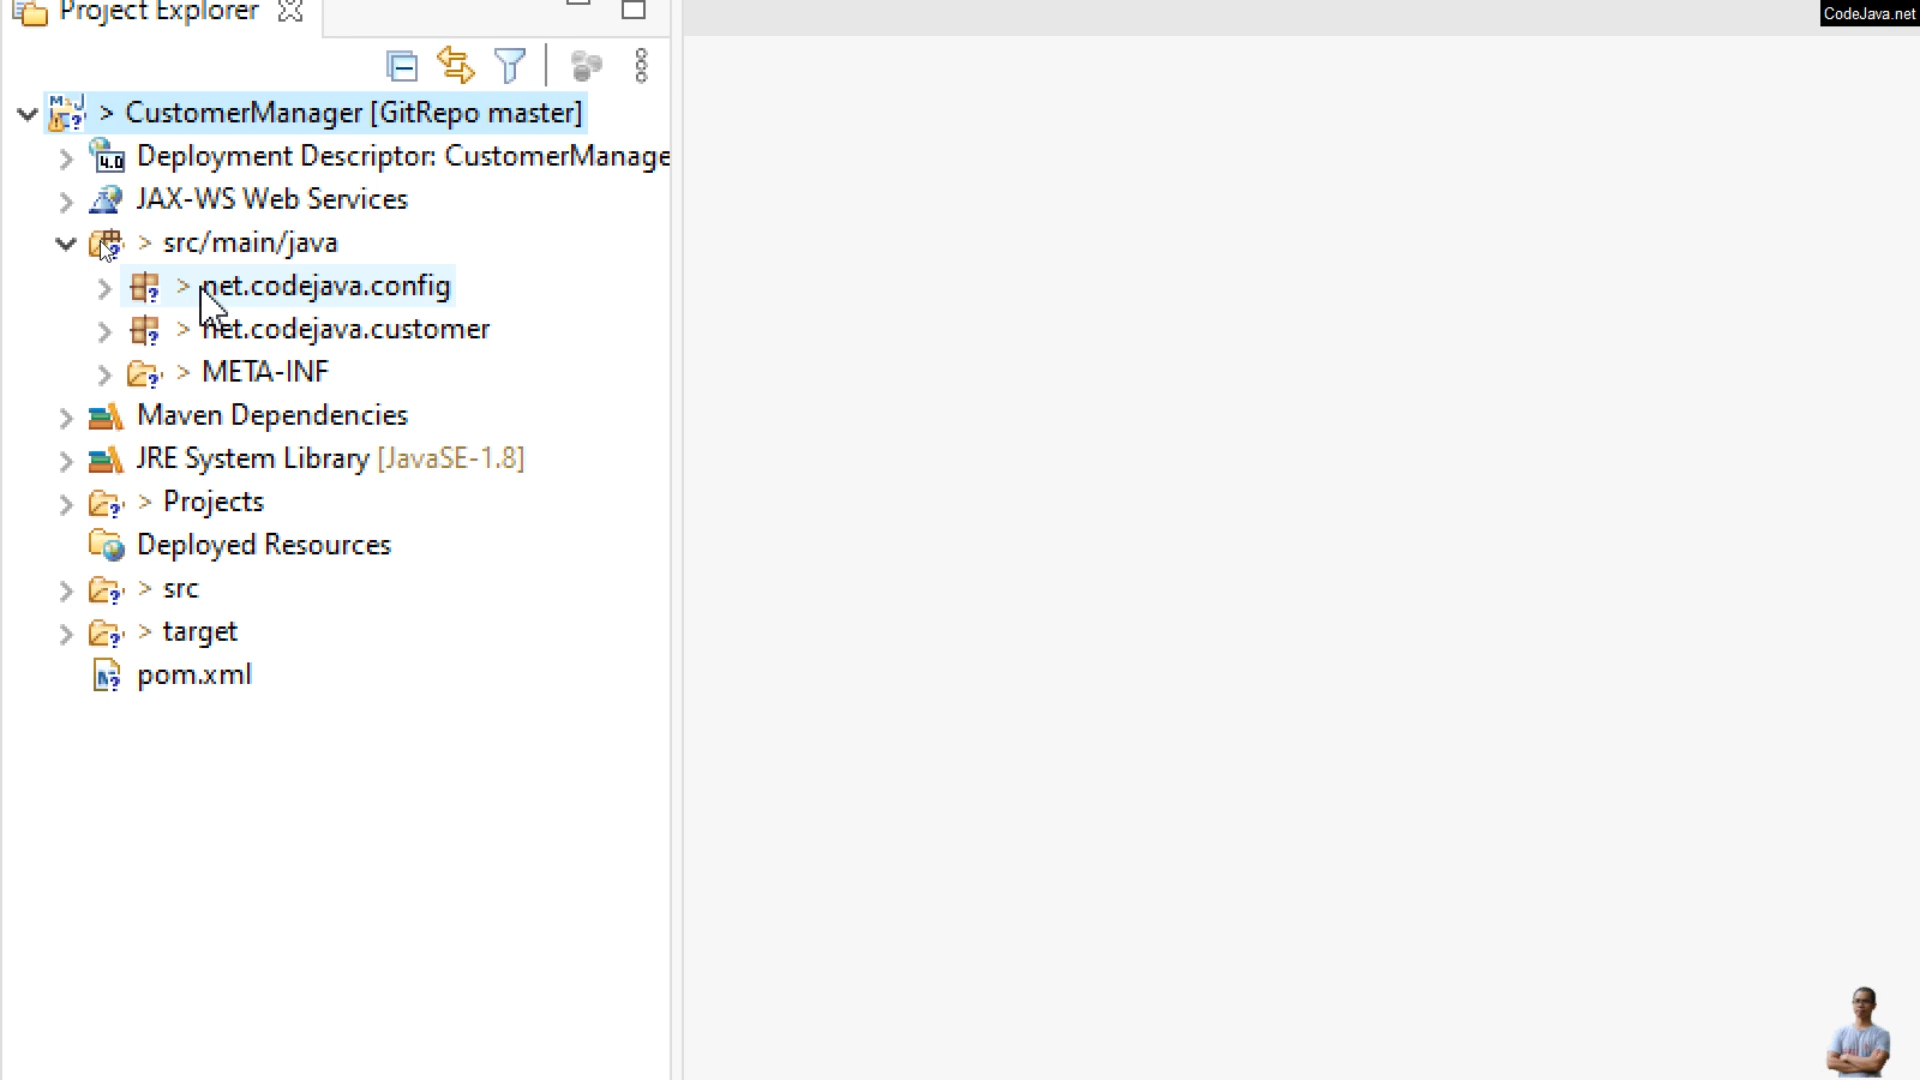 Project Explorer
CodeJava.net
> CustomerManager [GitRepo master]
Deployment Descriptor: CustomerManage
JAX-WS Web Services
> src/main/java
> net.codejava.config
> net.codejava.customer
> META-INF
Maven Dependencies
JRE System Library [JavaSE-1.8]
> Projects
Deployed Resources
> src
> target
pom.xml